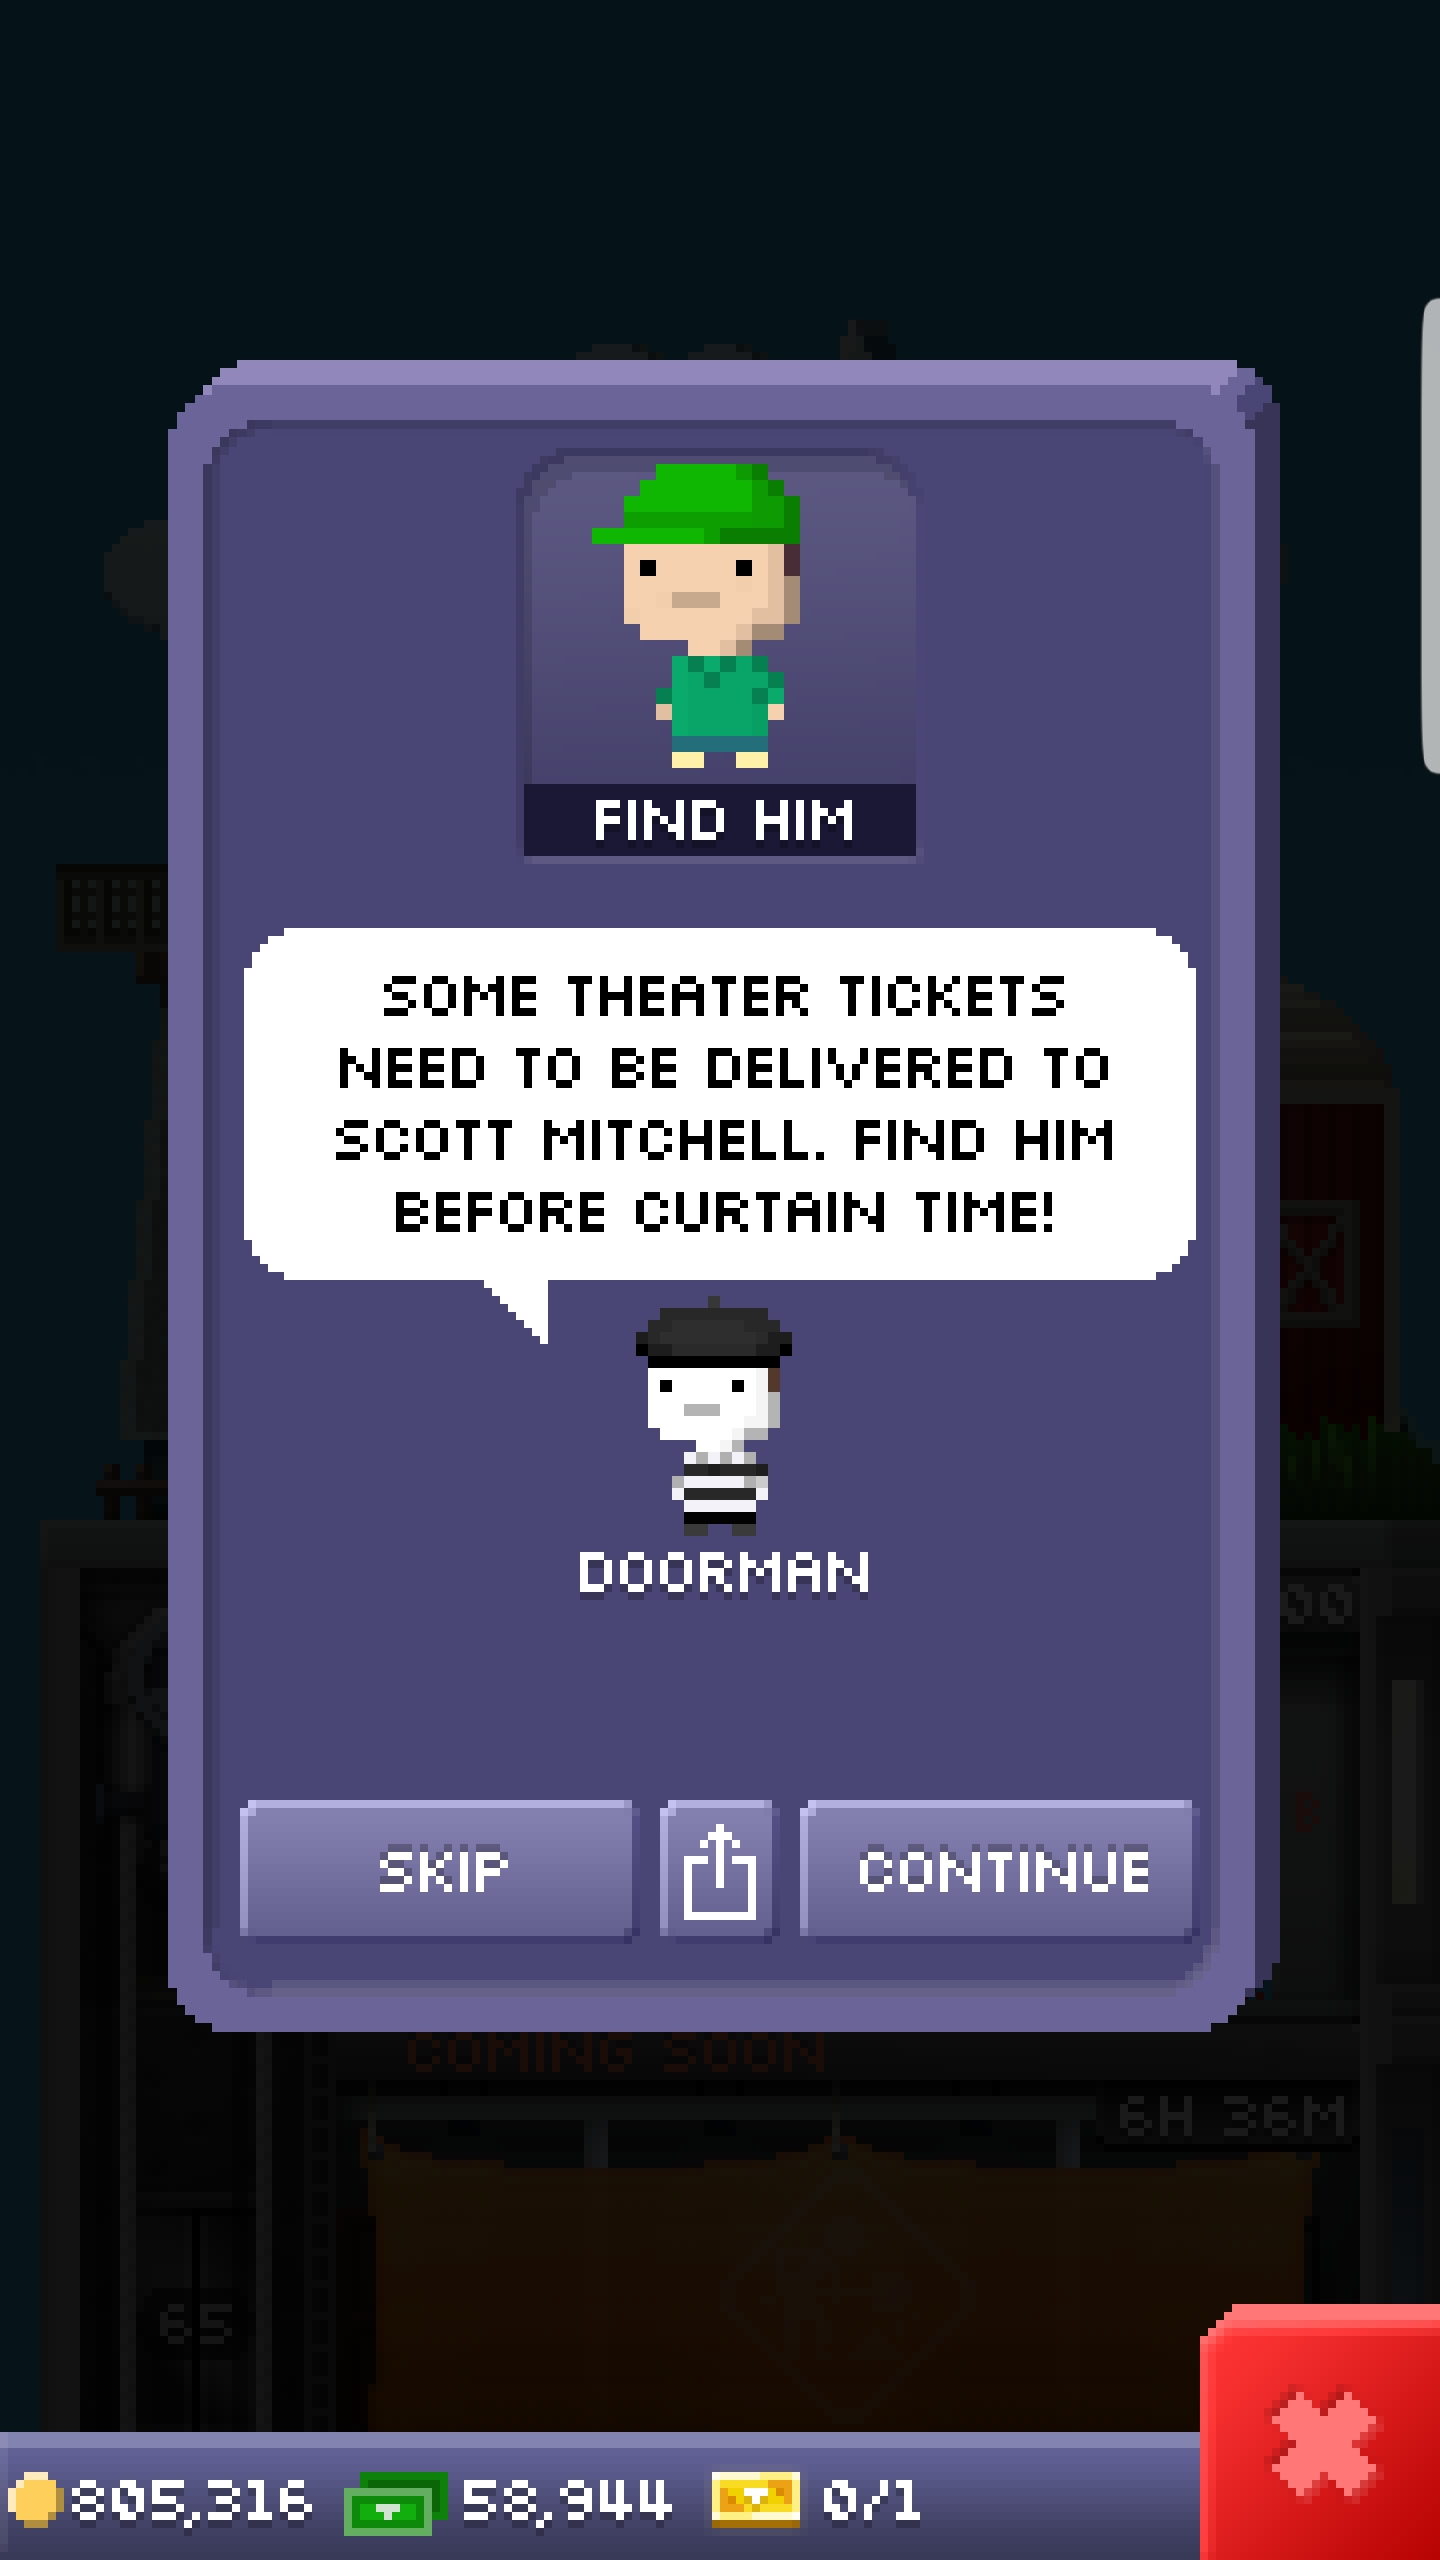 FIND HIM
SOME THEATER TICKETS
NEED TO BE DELIVERED TO
SCOTT MITCHELL. FIND HIM
BEFORE CURTAIN TIME!
DOORMAN
SKIP
CONTINUE
COMING SOON
6H 36M
65
805,316
58,944
0/1